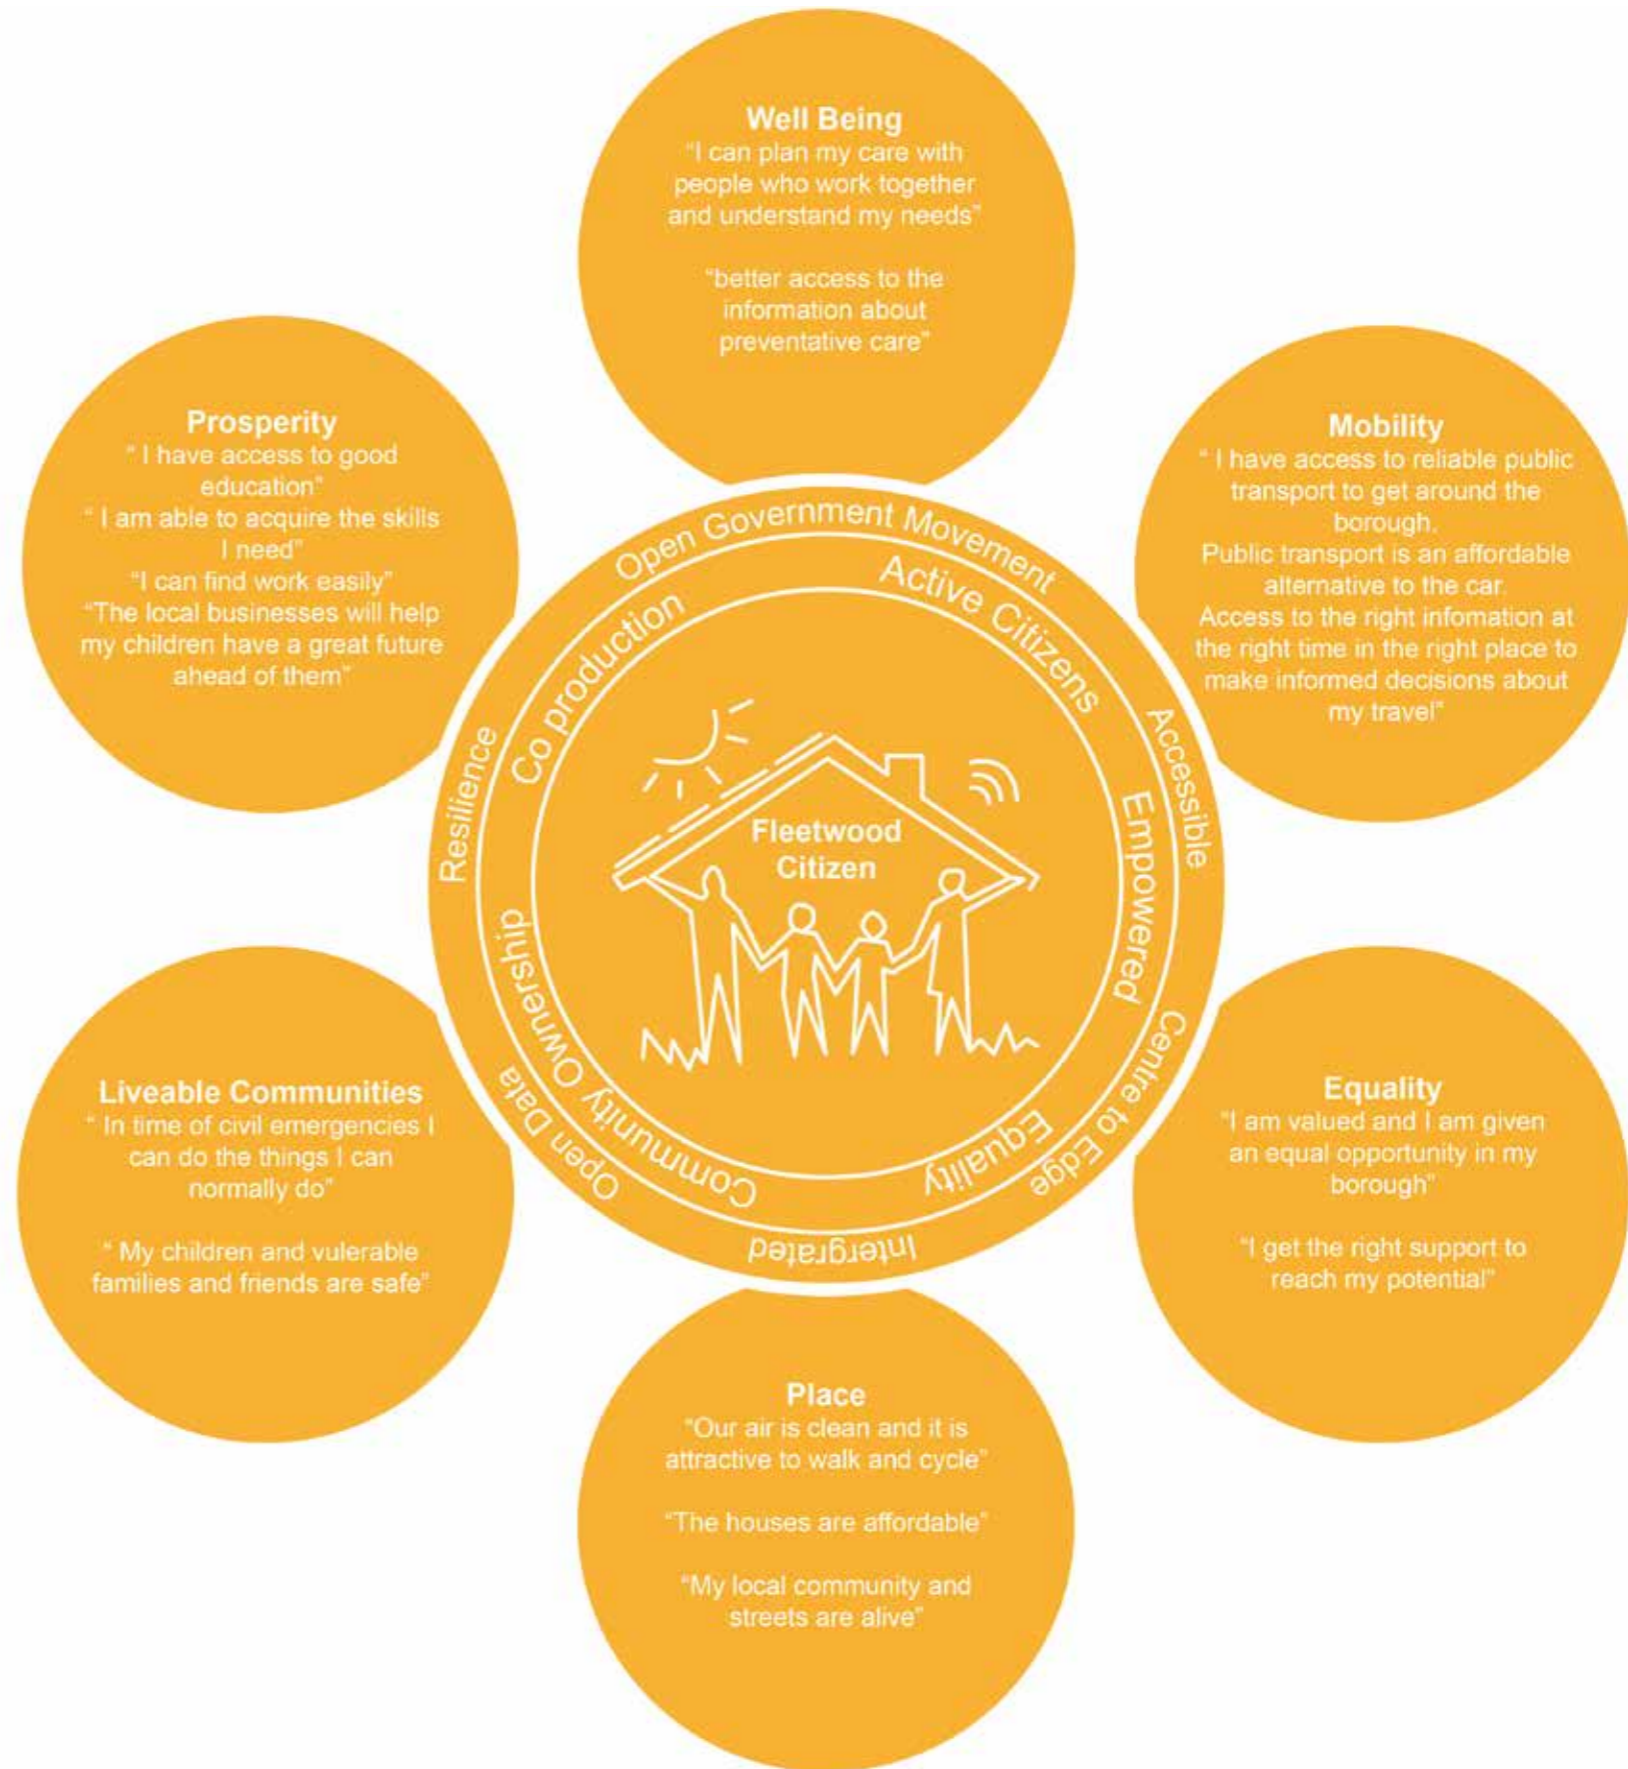 Well Being
“I can plan my care with
people who work together
and understand my needs”
“better access to the
information about
preventative care”
Prosperity
“ I have access to good
education”
“ I am able to acquire the skills
I need”
“I can find work easily”
“The local businesses will help
my children have a great future
ahead of them”
Mobility
“ I have access to reliable public
transport to get around the
borough.
Public transport is an affordable
alternative to the car.
Access to the right infomation at
the right time in the right place to
make informed decisions about
my travel”
Open Government Movement
Accessible
Centre to Edge
Intergrated
Open Data
Resilience
Active Citizens
Empowered
Equality
Community Ownership
Co production
Fleetwood
Citizen
Liveable Communities
“ In time of civil emergencies I
can do the things I can
normally do”
“ My children and vulerable
families and friends are safe”
Equality
“I am valued and I am given
an equal opportunity in my
borough”
“I get the right support to
reach my potential”
Place
“Our air is clean and it is
attractive to walk and cycle”
“The houses are affordable”
“My local community and
streets are alive”